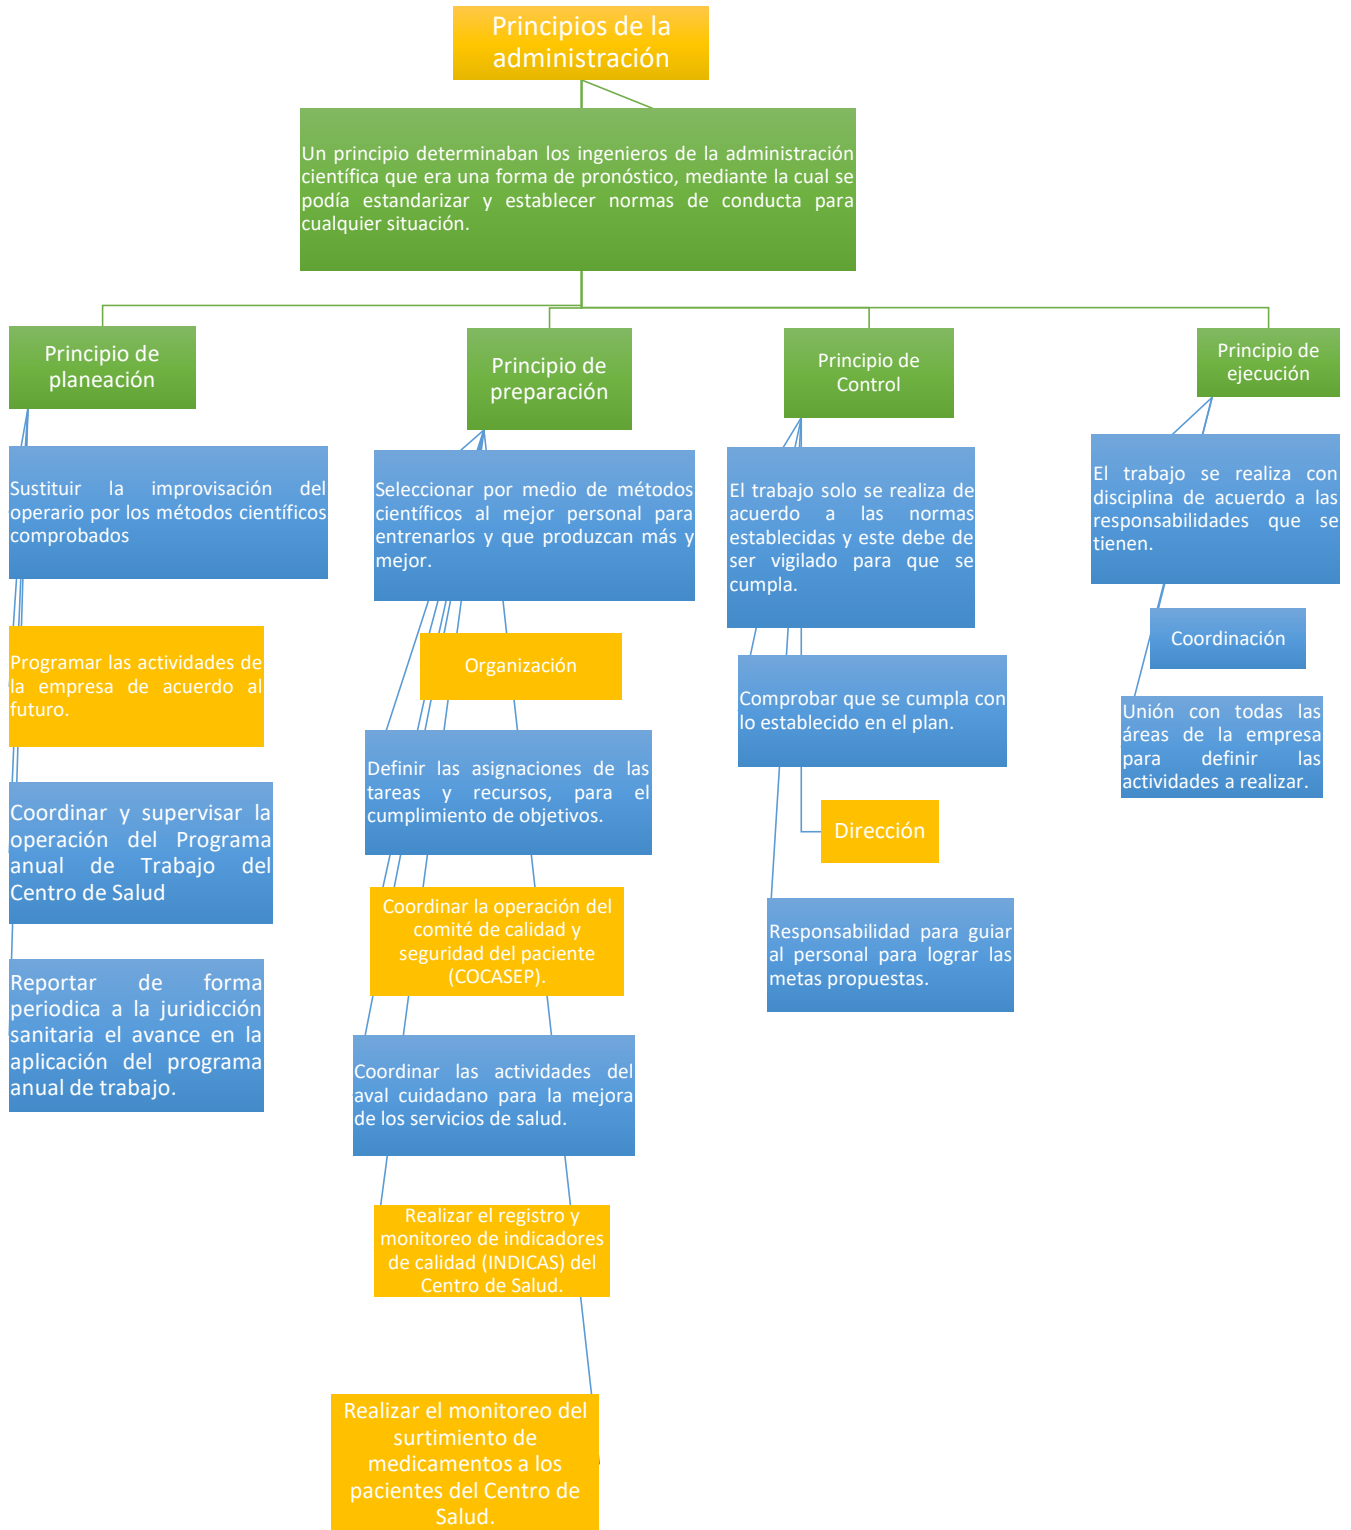 Principios de la
administración
Un principio determinaban los ingenieros de la administración
científica que era una forma de pronóstico, mediante la cual se
podía estandarizar y establecer normas de conducta para
cualquier situación.
Principio de
planeación
Sustituir la improvisación del
operario por los métodos científicos
comprobados
Programar las actividades de
la empresa de acuerdo al
futuro.
Coordinar y supervisar la
operación del Programa
anual de Trabajo del
Centro de Salud
Reportar de forma
periodica a la juridicción
sanitaria el avance en la
aplicación del programa
anual de trabajo.
Principio de
preparación
Seleccionar por medio de métodos
científicos al mejor personal para
entrenarlos y que produzcan más y
mejor.
Organización
Definir las asignaciones de las
tareas y recursos, para el
cumplimiento de objetivos.
Coordinar la operación del
comité de calidad y
seguridad del paciente
(COCASEP).
Coordinar las actividades del
aval cuidadano para la mejora
de los servicios de salud.
Realizar el registro y
monitoreo de indicadores
de calidad (INDICAS) del
Centro de Salud.
Realizar el monitoreo del
surtimiento de
medicamentos a los
pacientes del Centro de
Salud.
Principio de
Control
El trabajo solo se realiza de
acuerdo a las normas
establecidas y este debe de
ser vigilado para que se
cumpla.
Comprobar que se cumpla con
lo establecido en el plan.
Dirección
Responsabilidad para guiar
al personal para lograr las
metas propuestas.
Principio de
ejecución
El trabajo se realiza con
disciplina de acuerdo a las
responsabilidades que se
tienen.
Coordinación
Unión con todas las
áreas de la empresa
para definir las
actividades a realizar.